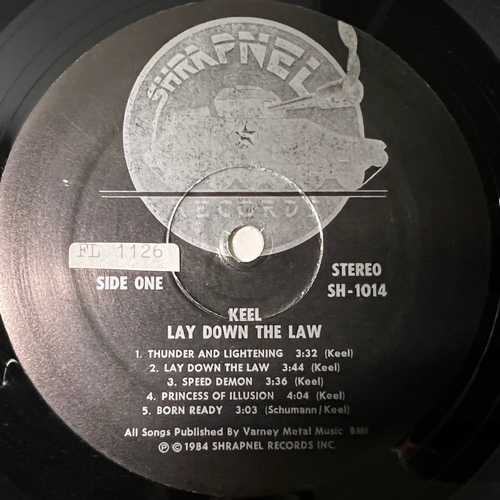 SHRAPNEL
RECORDS
FL 1126
SIDE ONE
STEREO
SH-1014
KEEL
LAY DOWN THE LAW
1. THUNDER AND LIGHTENING 3:32 (Keel)
2. LAY DOWN THE LAW 3:44 (Keel)
3. SPEED DEMON 3:36 (Keel)
4. PRINCESS OF ILLUSION 4:04 (Keel)
5. BORN READY 3:03 (Schumann/Keel)
All Songs Published By Varney Metal Music BMI
℗ © 1984 SHRAPNEL RECORDS INC.